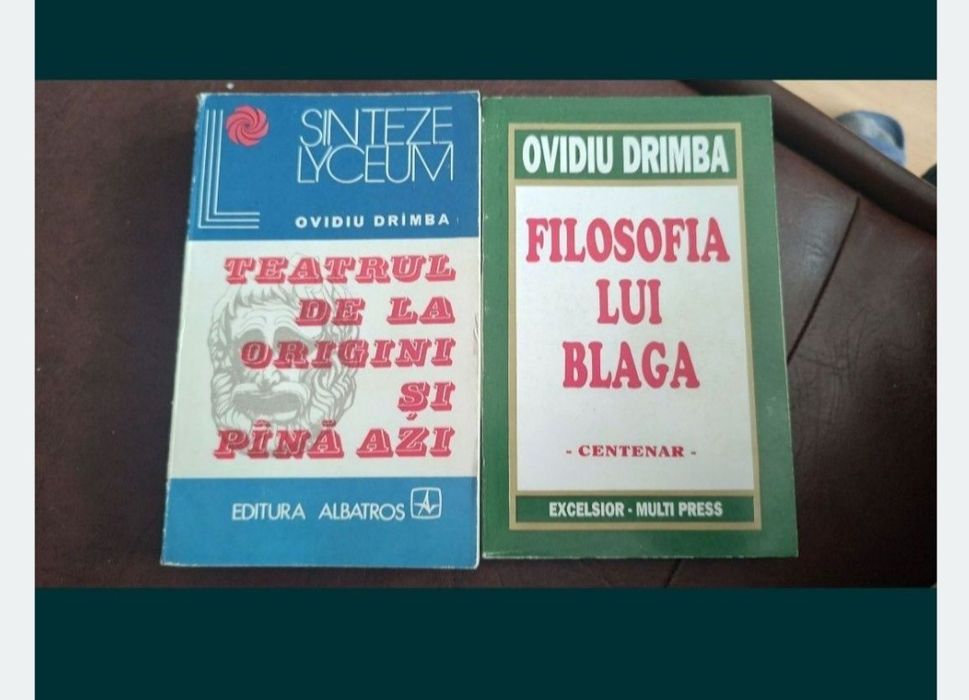 SINTEZE
LYCEUM
OVIDIU DRIMBA
TEATRUL
DE LA
ORIGINI
ȘI
PÎNĂ AZI
EDITURA ALBATROS
OVIDIU DRIMBA
FILOSOFIA
LUI
BLAGA
- CENTENAR -
EXCELSIOR - MULTI PRESS